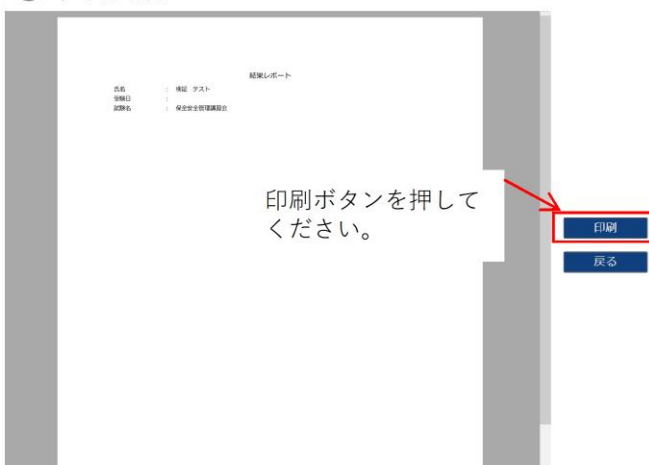 結果レポート
氏名 : 検証 テスト
受験日 :
試験名 : 保全安全管理講習会
印刷ボタンを押して
ください。
印刷
戻る